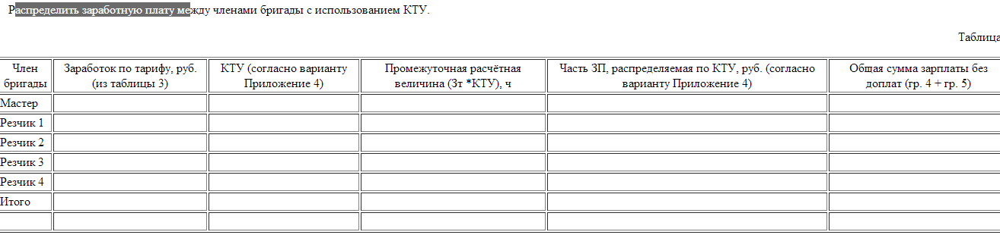 Распределить заработную плату между членами бригады с использованием КТУ.
Таблица
Член бригады
Заработок по тарифу, руб. (из таблицы 3)
КТУ (согласно варианту Приложение 4)
Промежуточная расчётная величина (Зт *КТУ), ч
Часть ЗП, распределяемая по КТУ, руб. (согласно варианту Приложение 4)
Общая сумма зарплаты без доплат (гр. 4 + гр. 5)
Мастер
Резчик 1
Резчик 2
Резчик 3
Резчик 4
Итого